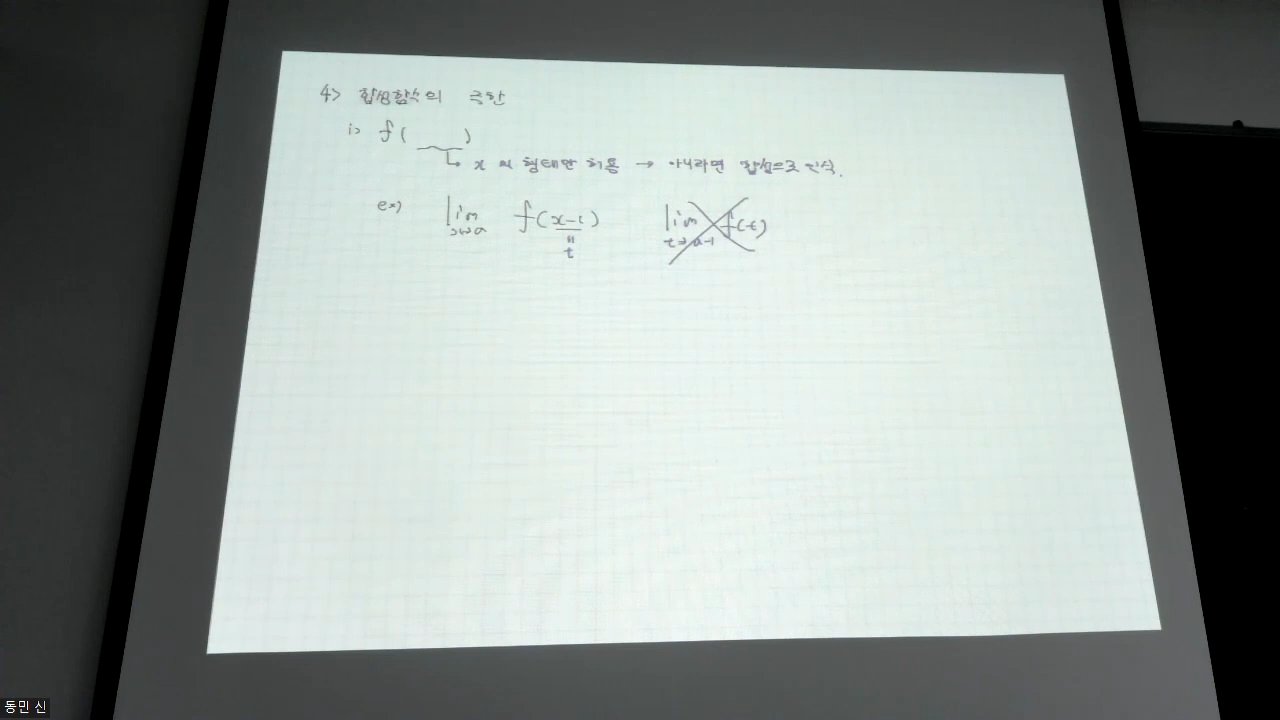 4> 합성함수의 극한
i> f( )
↳ x 의 형태만 허용 → 아니라면 합성으로 인식.
ex) lim f(x-1) lim f(t)
x→a t→a-1
"
t
동민 신